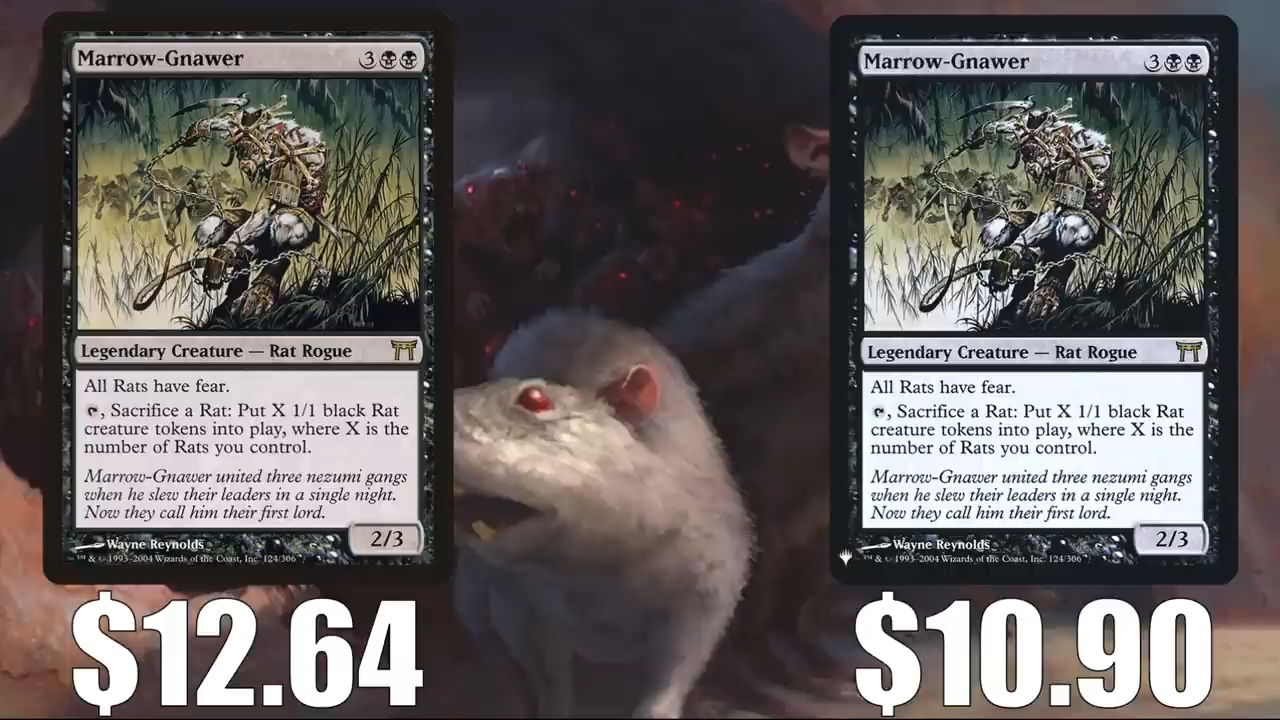 Marrow-Gnawer 3
Legendary Creature — Rat Rogue
All Rats have fear.
, Sacrifice a Rat: Put X 1/1 black Rat
creature tokens into play, where X is the
number of Rats you control.
Marrow-Gnawer united three nezumi gangs
when he slew their leaders in a single night.
Now they call him their first lord.
2/3
Wayne Reynolds
™ & © 1993-2004 Wizards of the Coast, Inc. 124/306
$12.64
Marrow-Gnawer 3
Legendary Creature — Rat Rogue
All Rats have fear.
, Sacrifice a Rat: Put X 1/1 black Rat
creature tokens into play, where X is the
number of Rats you control.
Marrow-Gnawer united three nezumi gangs
when he slew their leaders in a single night.
Now they call him their first lord.
2/3
Wayne Reynolds
™ & © 1993-2004 Wizards of the Coast, Inc. 124/306
$10.90